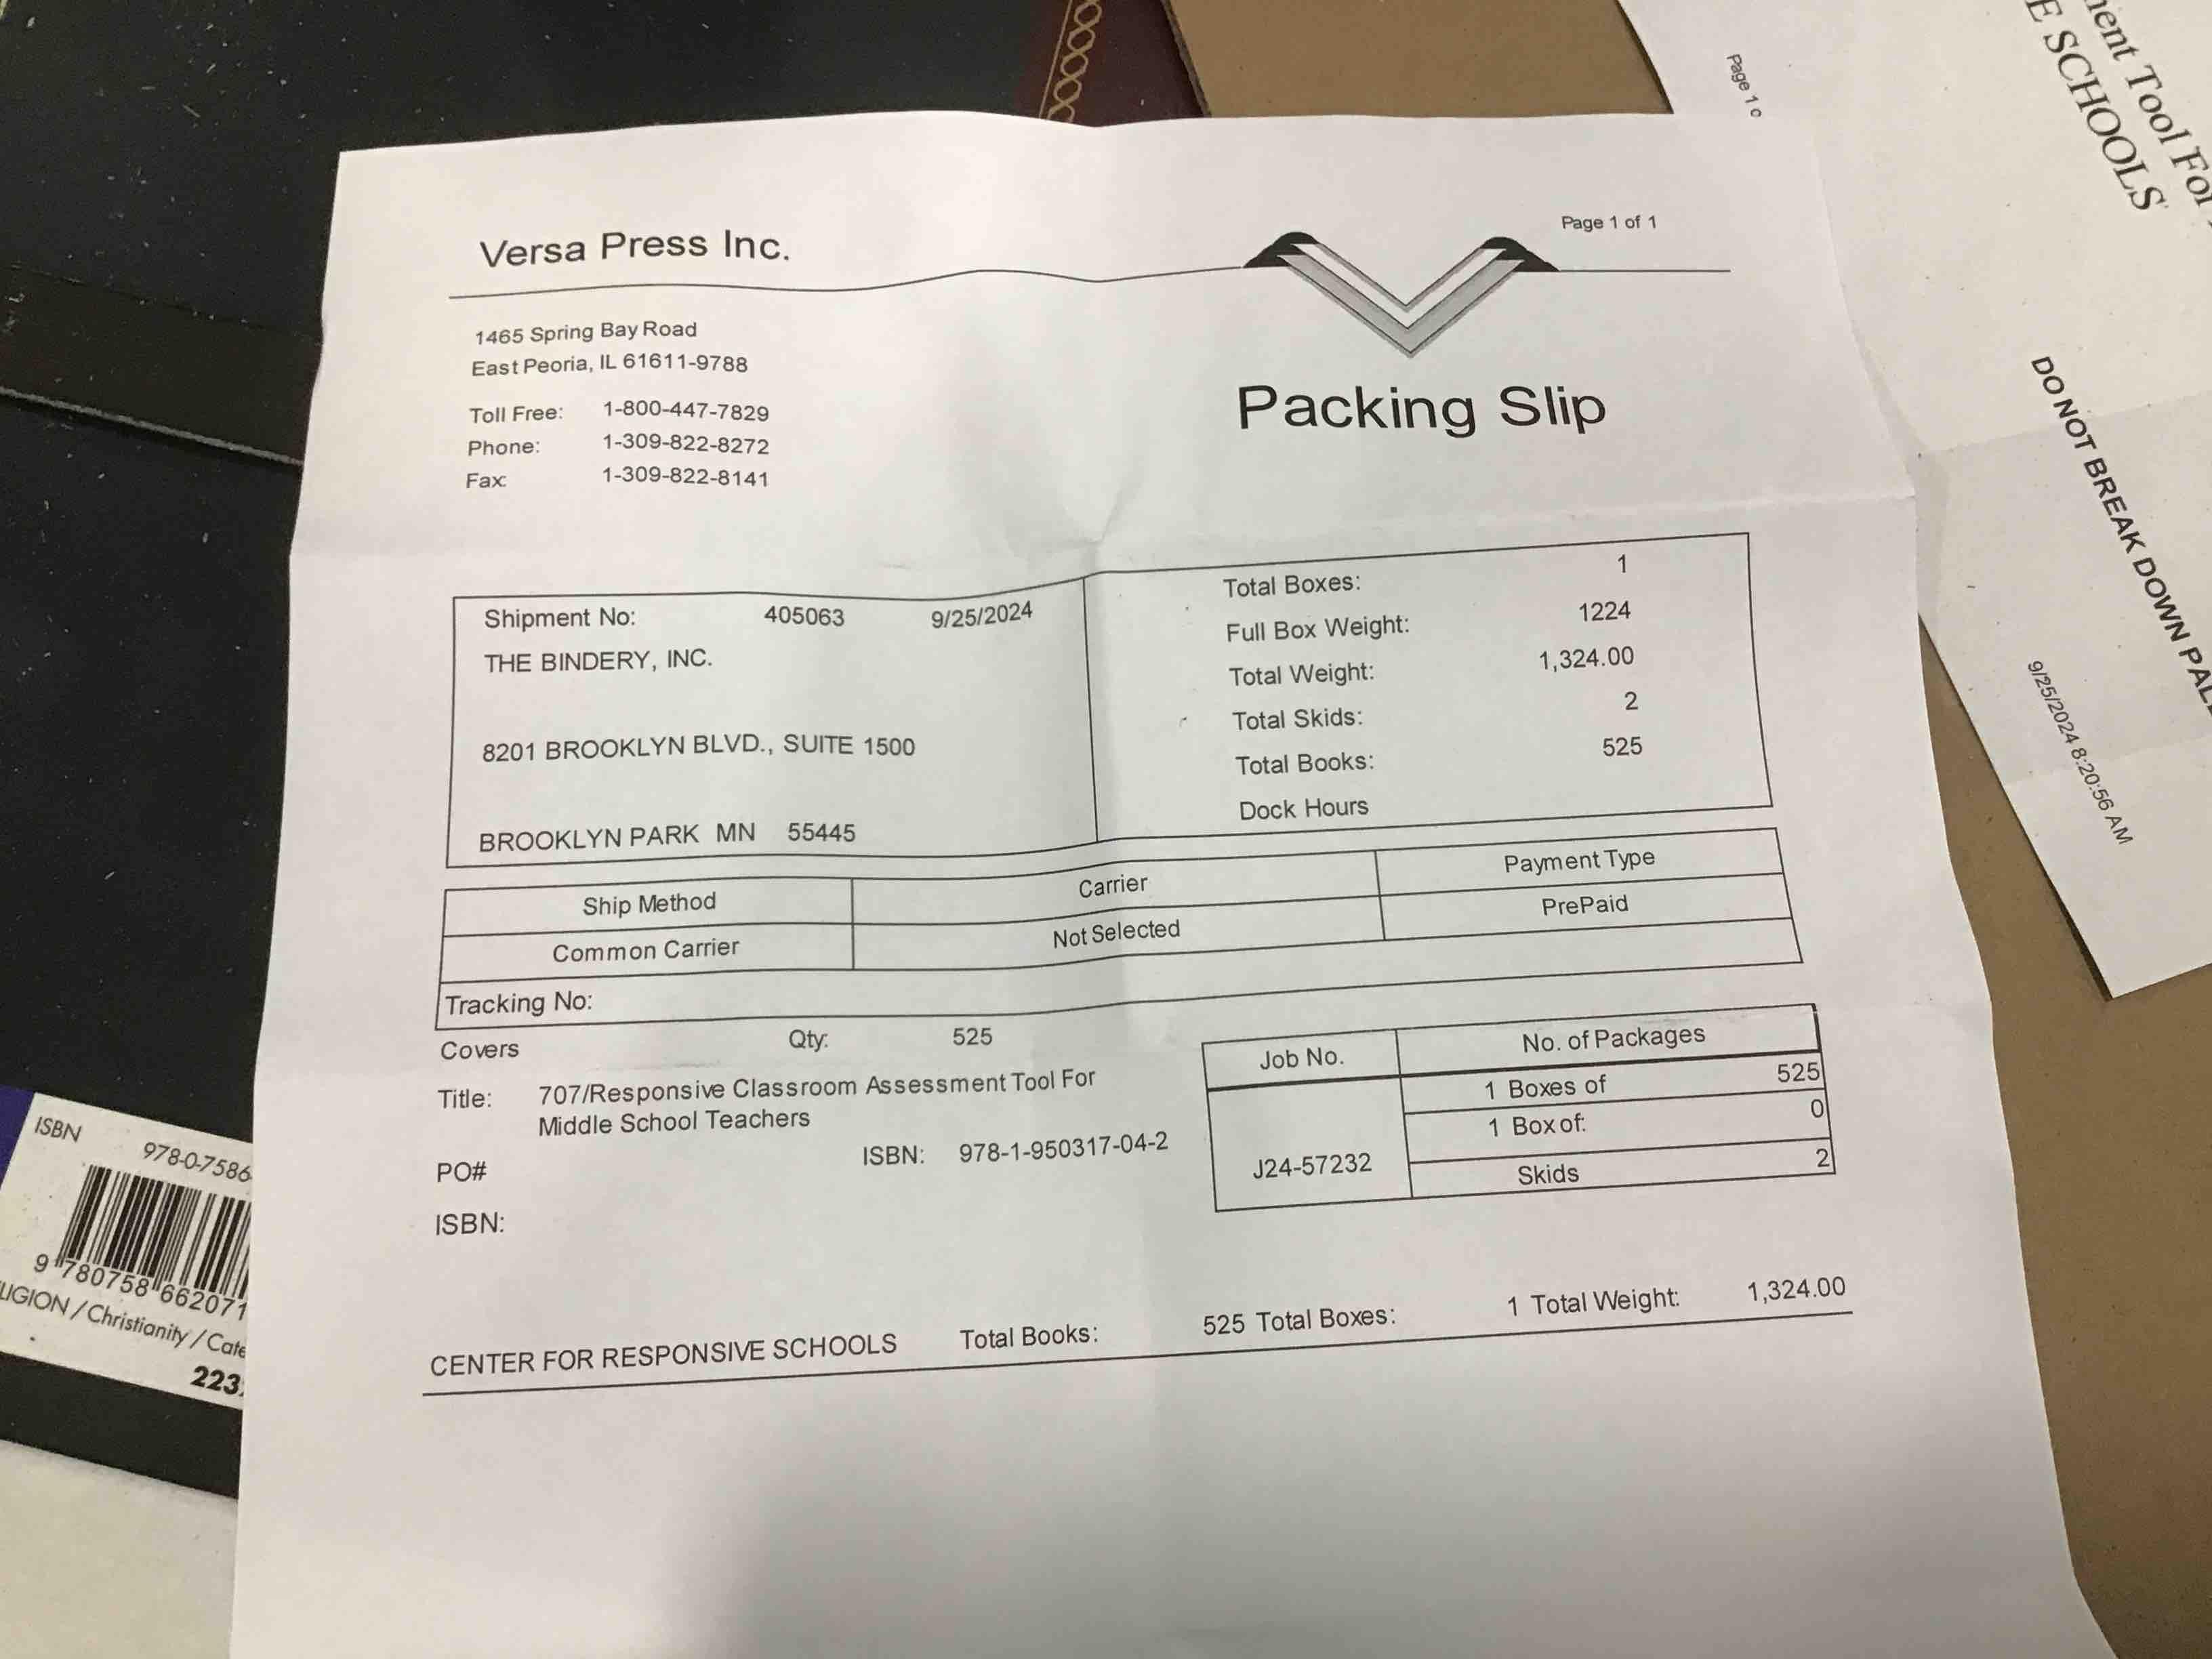 Versa Press Inc.
Page 1 of 1
1465 Spring Bay Road
East Peoria, IL 61611-9788
Toll Free: 1-800-447-7829
Phone: 1-309-822-8272
Fax: 1-309-822-8141
Packing Slip
Shipment No: 405063 9/25/2024
THE BINDERY, INC.
8201 BROOKLYN BLVD., SUITE 1500
BROOKLYN PARK MN 55445
Total Boxes: 1
Full Box Weight: 1224
Total Weight: 1,324.00
Total Skids: 2
Total Books: 525
Dock Hours
Ship Method Carrier Payment Type
Common Carrier Not Selected PrePaid
Tracking No:
Covers Qty: 525
Title: 707/Responsive Classroom Assessment Tool For
Middle School Teachers
PO# ISBN: 978-1-950317-04-2
ISBN:
Job No. No. of Packages
1 Boxes of 525
1 Box of: 0
J24-57232 Skids 2
CENTER FOR RESPONSIVE SCHOOLS Total Books: 525 Total Boxes: 1 Total Weight: 1,324.00
Page 1 o
Tool For
E SCHOOLS
DO NOT BREAK DOWN
9/25/2024 8:20:56 AM
ISBN 978-0-7586
9 780758 662071
/ Christianity /
223